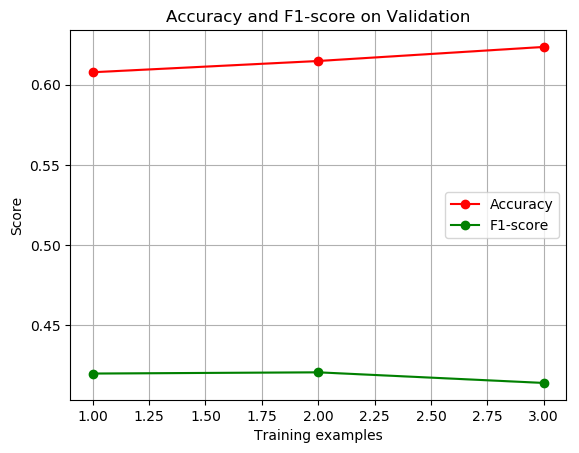 Accuracy and F1-score on Validation
Score
0.60
0.55
0.50
0.45
Accuracy
F1-score
1.00 1.25 1.50 1.75 2.00 2.25 2.50 2.75 3.00
Training examples